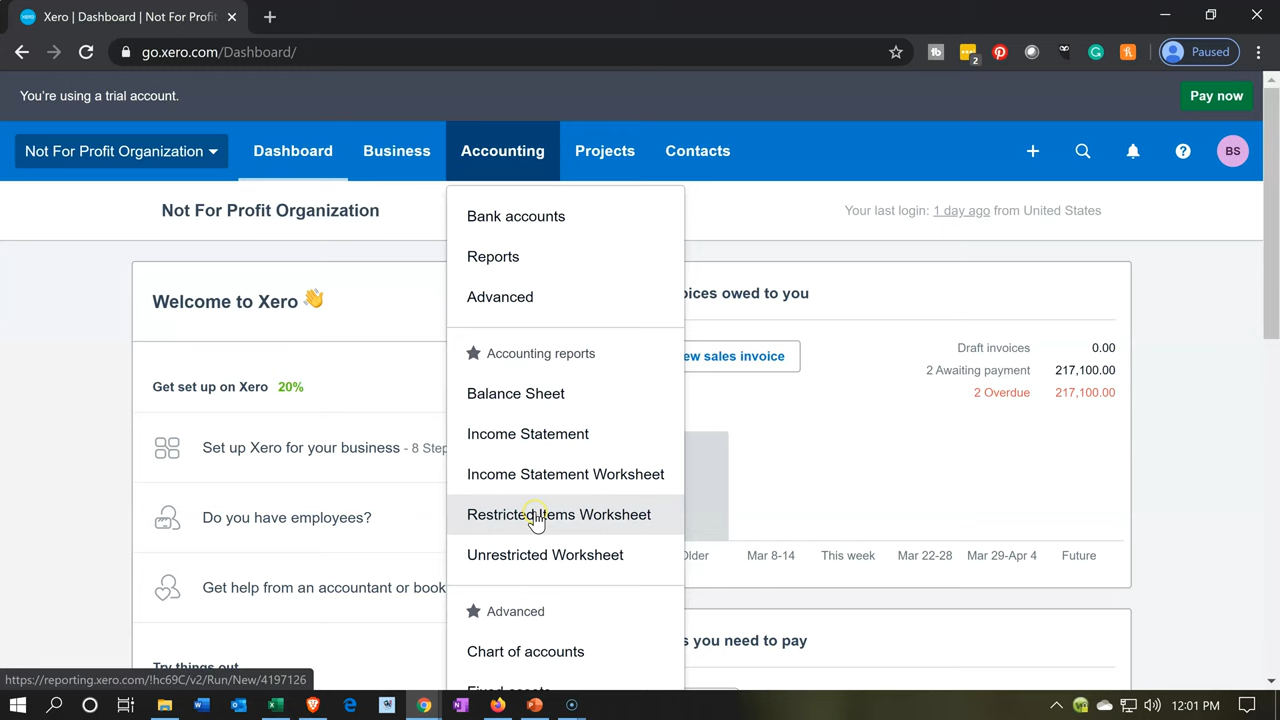 Xero | Dashboard | Not For Profit
go.xero.com/Dashboard/
2
Paused
You're using a trial account.
Pay now
Not For Profit Organization
Dashboard
Business
Accounting
Projects
Contacts
BS
Not For Profit Organization
Your last login: 1 day ago from United States
Bank accounts
Reports
Advanced
Accounting reports
Balance Sheet
Income Statement
Income Statement Worksheet
Restricted Items Worksheet
Unrestricted Worksheet
Advanced
Chart of accounts
Welcome to Xero 👋
Get set up on Xero 20%
Set up Xero for your business - 8 Step
Do you have employees?
Get help from an accountant or book
Try things out
oices owed to you
ew sales invoice
Draft invoices 0.00
2 Awaiting payment 217,100.00
2 Overdue 217,100.00
Older
Mar 8-14
This week
Mar 22-28
Mar 29-Apr 4
Future
s you need to pay
https://reporting.xero.com/!hc69C/v2/Run/New/4197126
12:01 PM